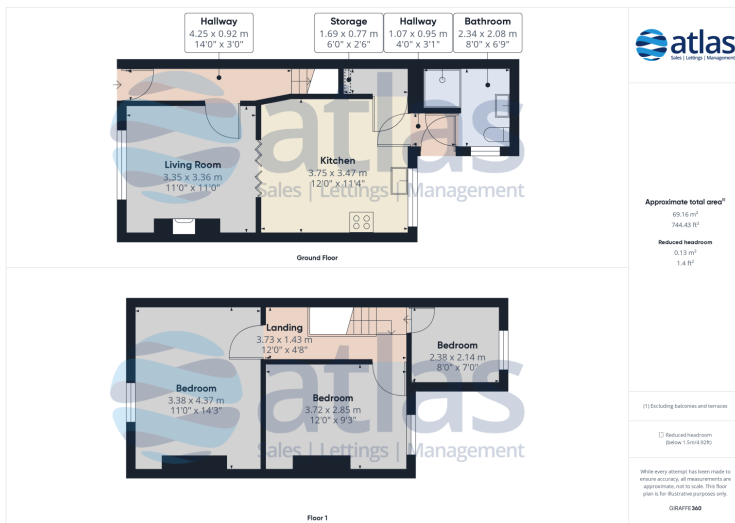 Hallway
4.25 x 0.92 m
14'0" x 3'0"
Storage
1.69 x 0.77 m
6'0" x 2'6"
Hallway
1.07 x 0.95 m
4'0" x 3'1"
Bathroom
2.34 x 2.08 m
8'0" x 6'9"
Living Room
3.35 x 3.36 m
11'0" x 11'0"
Kitchen
3.75 x 3.47 m
12'0" x 11'4"
atlas
Sales | Lettings | Management
Ground Floor
Landing
3.73 x 1.43 m
12'0" x 4'8"
Bedroom
2.38 x 2.14 m
8'0" x 7'0"
Bedroom
3.38 x 4.37 m
11'0" x 14'3"
Bedroom
3.72 x 2.85 m
12'0" x 9'3"
atlas
Sales | Lettings | Management
Floor 1
atlas
Sales | Lettings | Management
Approximate total area⁽¹⁾
69.16 m²
744.43 ft²
Reduced headroom
0.13 m²
1.4 ft²
(1) Excluding balconies and terraces
Reduced headroom
(below 1.5m/4.92ft)
While every attempt has been made to
ensure accuracy, all measurements are
approximate, not to scale. This floor
plan is for illustrative purposes only.
GIRAFFE360